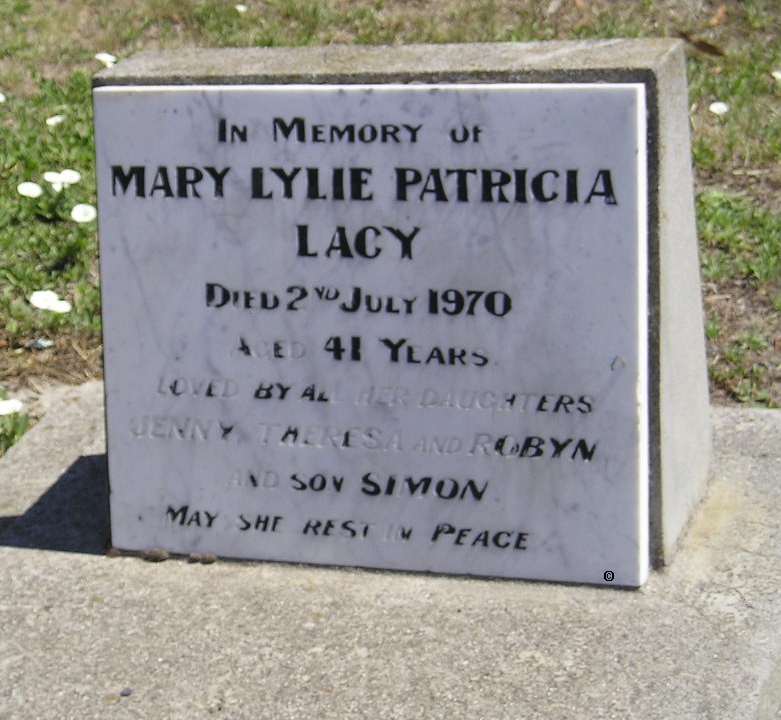 IN MEMORY OF
MARY LYLIE PATRICIA
LACY
DIED 2ND JULY 1970
AGED 41 YEARS
LOVED BY ALL HER DAUGHTERS
JENNY, THERESA AND ROBYN
AND SON SIMON
MAY SHE REST IN PEACE
©